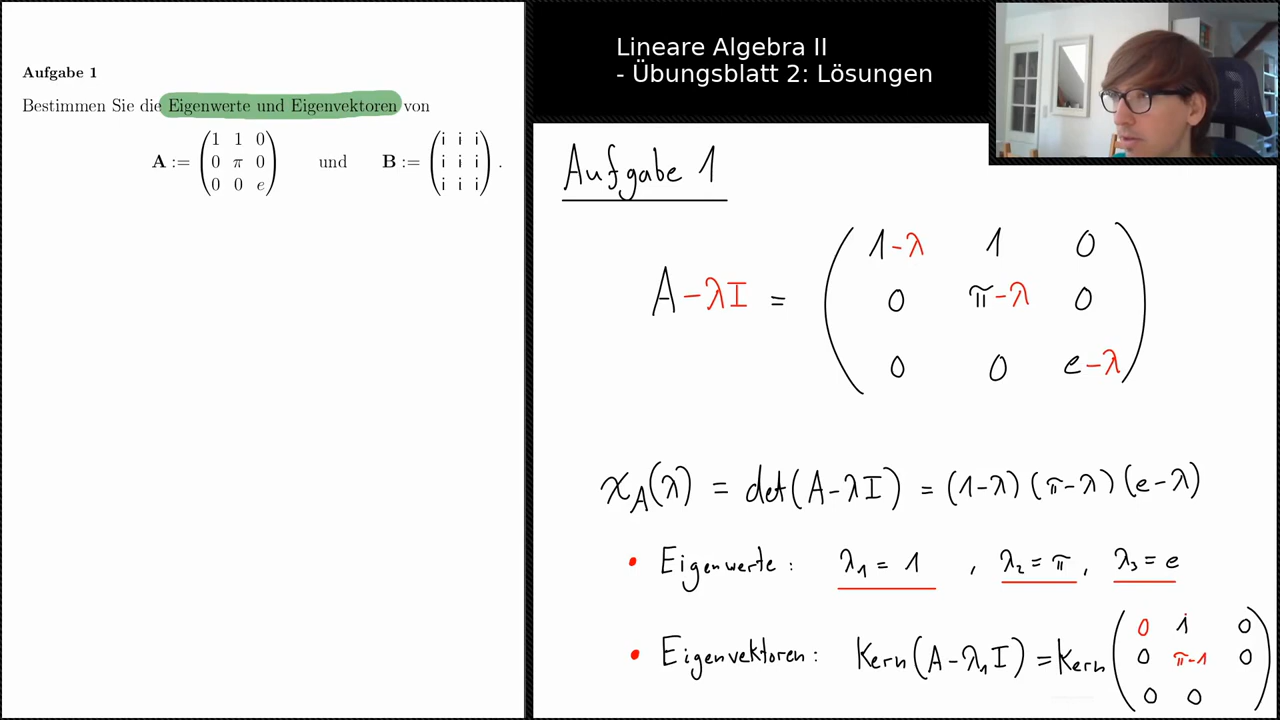 Aufgabe 1
Bestimmen Sie die Eigenwerte und Eigenvektoren von
A := (1 1 0
0 π 0
0 0 e) und B := (i i i
i i i
i i i).
Lineare Algebra II
- Übungsblatt 2: Lösungen
Aufgabe 1
A-λI = (1-λ 1 0
0 π-λ 0
0 0 e-λ)
χ_A(λ) = det(A-λI) = (1-λ)(π-λ)(e-λ)
• Eigenwerte: λ₁ = 1, λ₂ = π, λ₃ = e
• Eigenvektoren: Kern(A-λ₁I) = Kern(0 1 0
0 π-1 0
0 0)